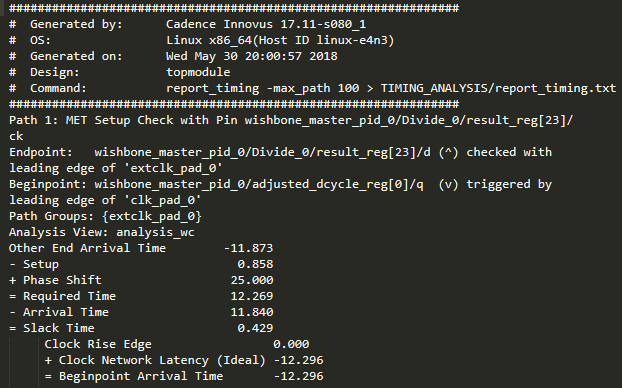 ###############################################################
#  Generated by:      Cadence Innovus 17.11-s080_1
#  OS:                Linux x86_64(Host ID linux-e4n3)
#  Generated on:      Wed May 30 20:00:57 2018
#  Design:            topmodule
#  Command:           report_timing -max_path 100 > TIMING_ANALYSIS/report_timing.txt
###############################################################
Path 1: MET Setup Check with Pin wishbone_master_pid_0/Divide_0/result_reg[23]/
ck
Endpoint:   wishbone_master_pid_0/Divide_0/result_reg[23]/d (^) checked with
leading edge of 'extclk_pad_0'
Beginpoint: wishbone_master_pid_0/adjusted_dcycle_reg[0]/q  (v) triggered by
leading edge of 'clk_pad_0'
Path Groups: {extclk_pad_0}
Analysis View: analysis_wc
Other End Arrival Time        -11.873
- Setup                         0.858
+ Phase Shift                  25.000
= Required Time                12.269
- Arrival Time                 11.840
= Slack Time                    0.429
     Clock Rise Edge                 0.000
     + Clock Network Latency (Ideal) -12.296
     = Beginpoint Arrival Time       -12.296